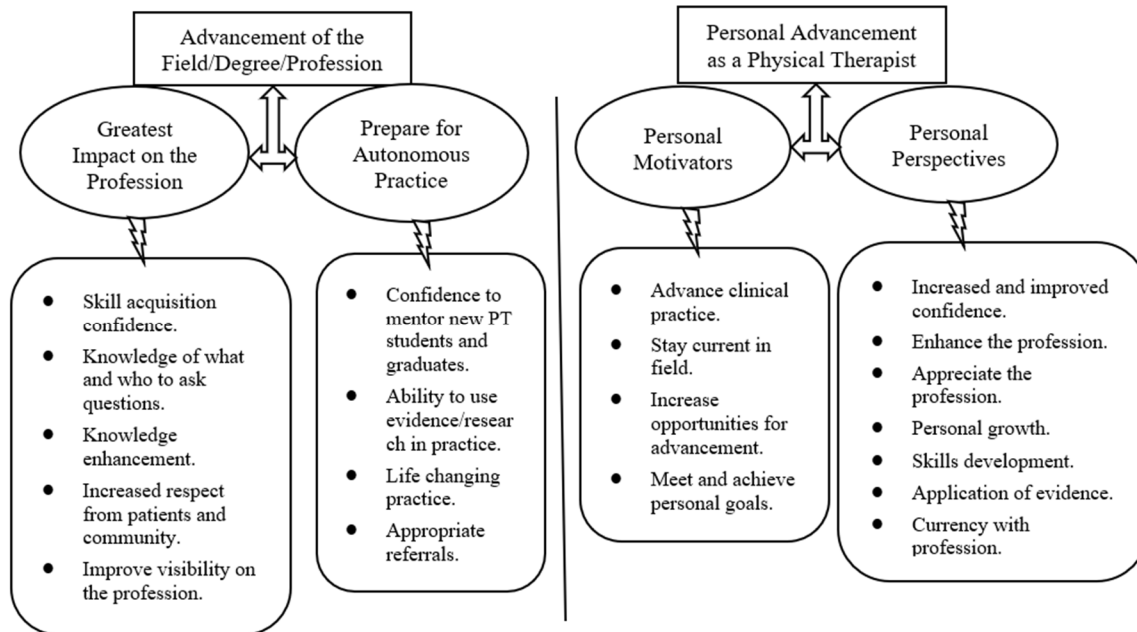 Advancement of the
Field/Degree/Profession
Greatest
Impact on the
Profession
Prepare for
Autonomous
Practice
● Skill acquisition
confidence.
● Knowledge of what
and who to ask
questions.
● Knowledge
enhancement.
● Increased respect
from patients and
community.
● Improve visibility on
the profession.
● Confidence to
mentor new PT
students and
graduates.
● Ability to use
evidence/resear
ch in practice.
● Life changing
practice.
● Appropriate
referrals.
Personal Advancement
as a Physical Therapist
Personal
Motivators
Personal
Perspectives
● Advance clinical
practice.
● Stay current in
field.
● Increase
opportunities for
advancement.
● Meet and achieve
personal goals.
● Increased and improved
confidence.
● Enhance the profession.
● Appreciate the
profession.
● Personal growth.
● Skills development.
● Application of evidence.
● Currency with
profession.